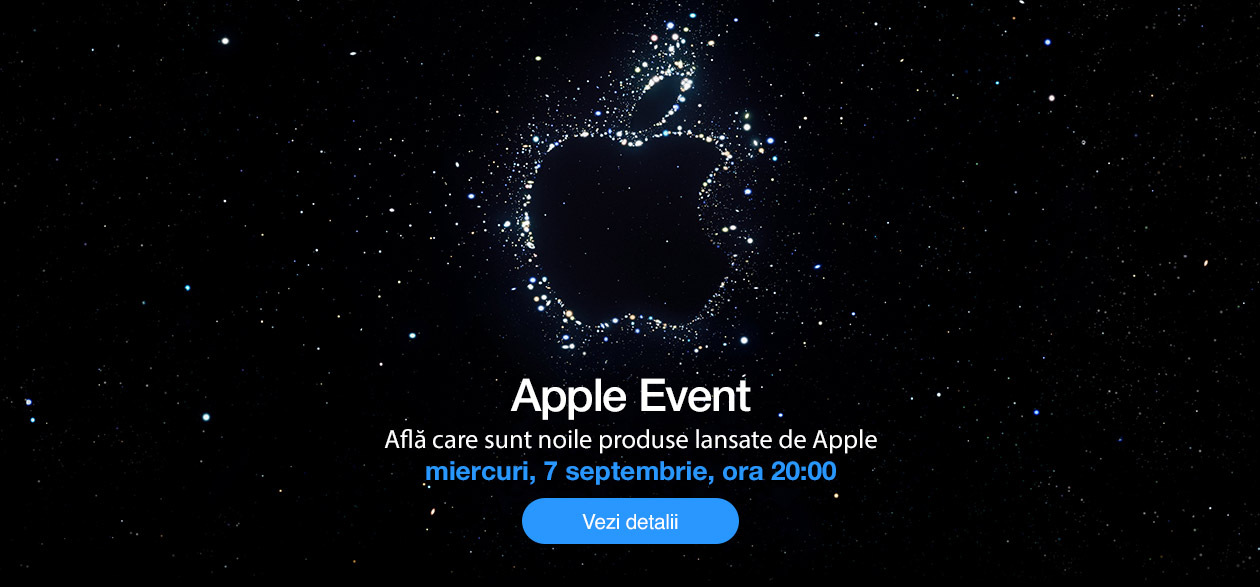 Apple Event
Află care sunt noile produse lansate de Apple
miercuri, 7 septembrie, ora 20:00
Vezi detalii